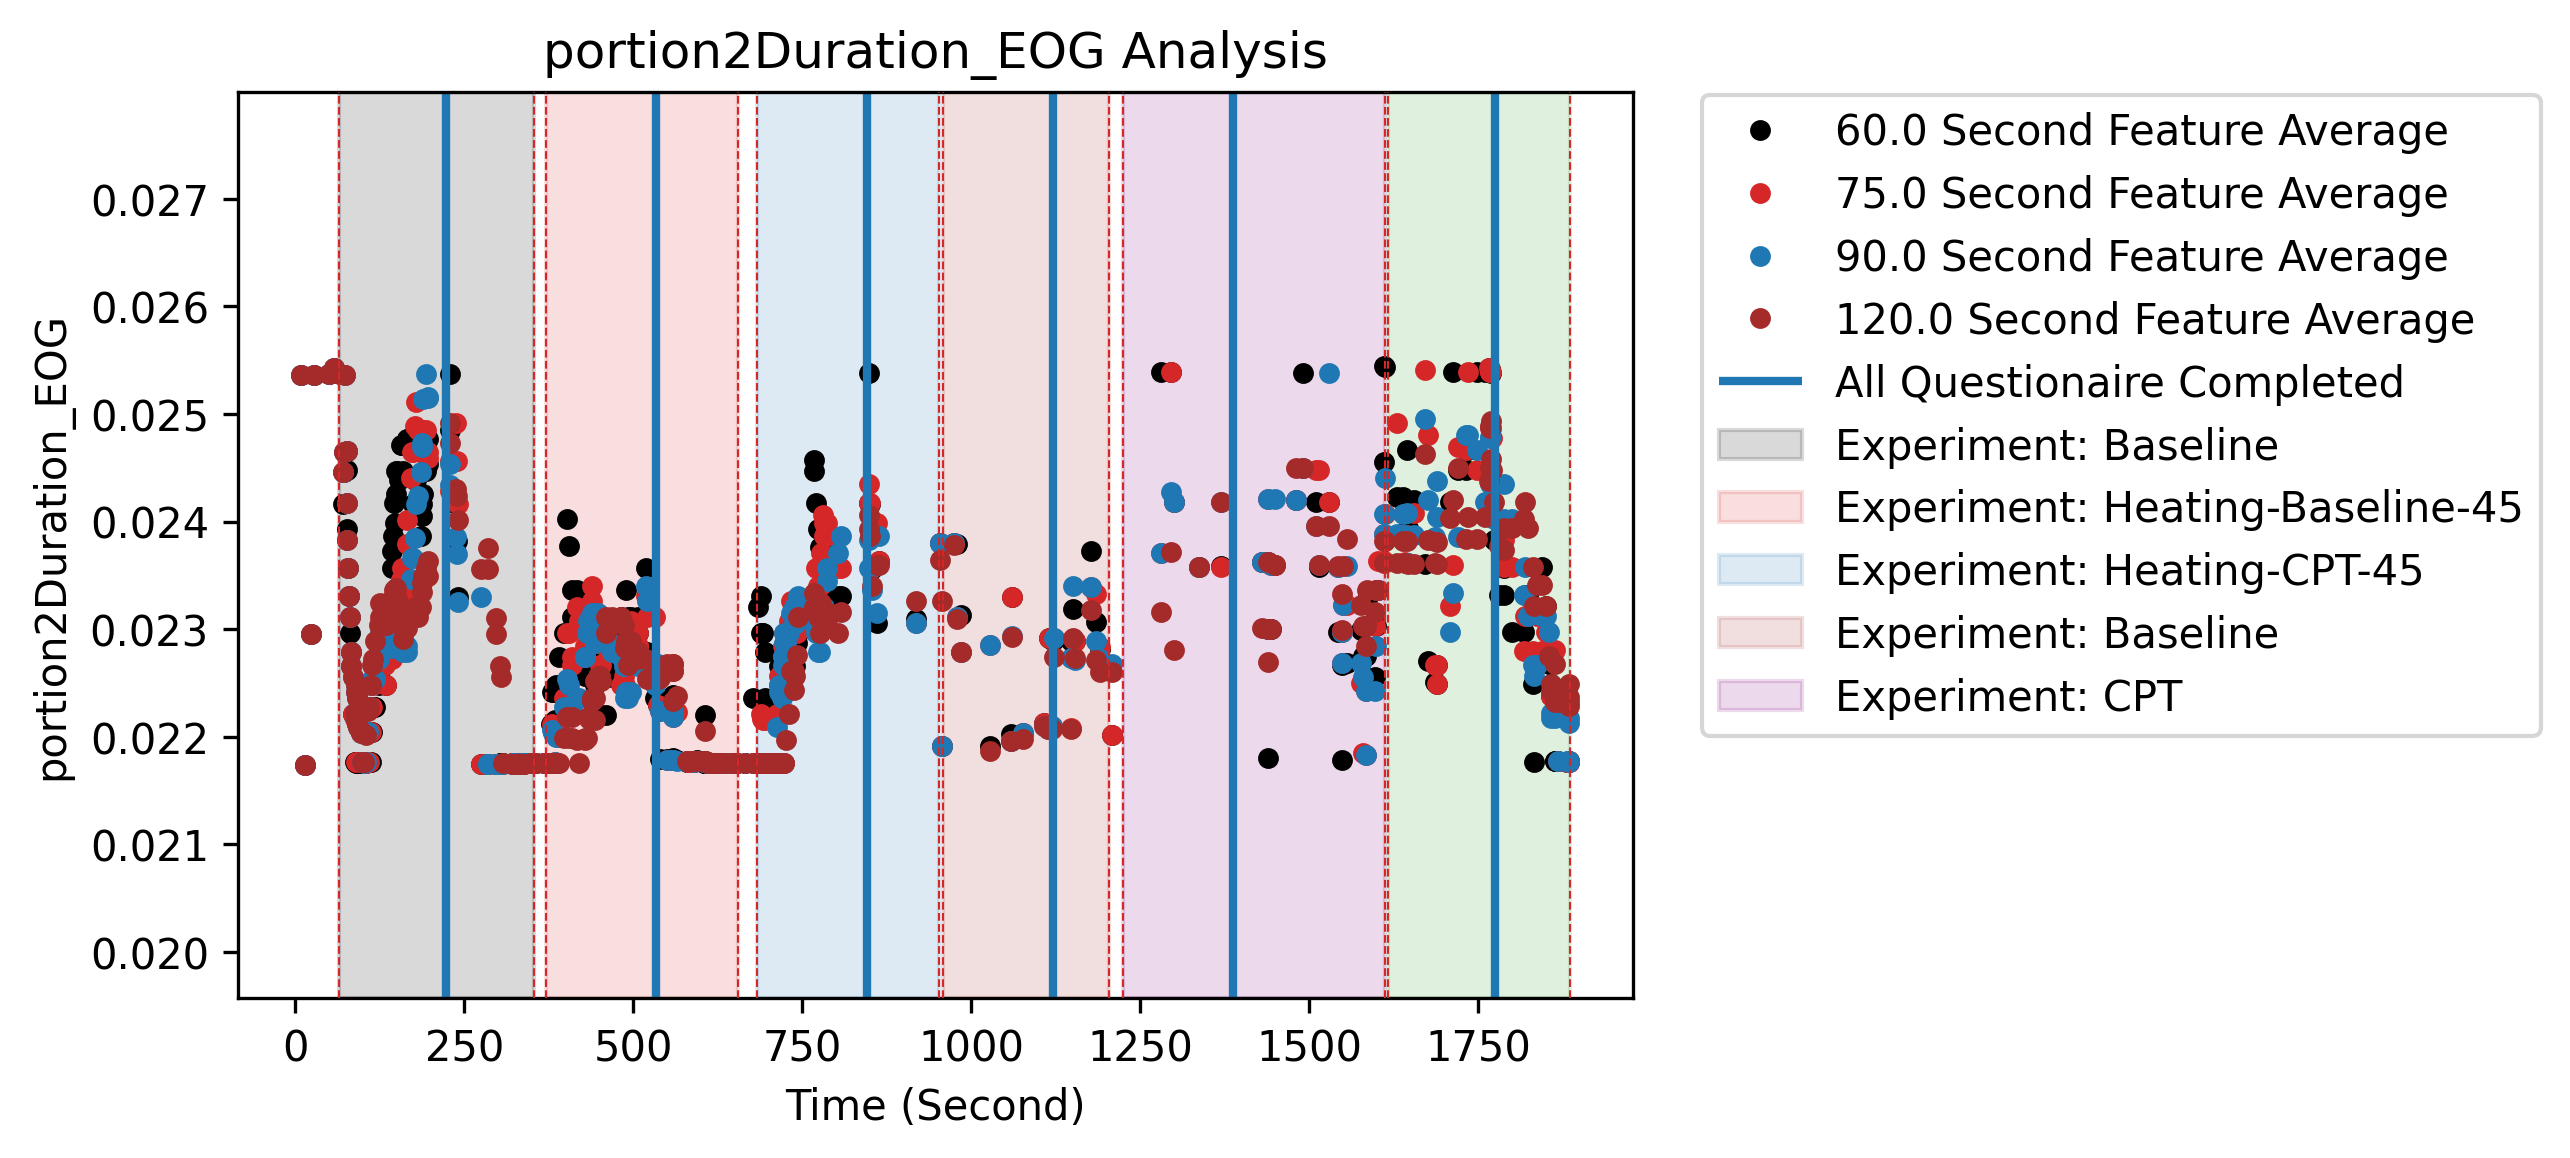 portion2Duration_EOG Analysis
portion2Duration_EOG
0.027
0.026
0.025
0.024
0.023
0.022
0.021
0.020
0 250 500 750 1000 1250 1500 1750
Time (Second)
60.0 Second Feature Average
75.0 Second Feature Average
90.0 Second Feature Average
120.0 Second Feature Average
All Questionaire Completed
Experiment: Baseline
Experiment: Heating-Baseline-45
Experiment: Heating-CPT-45
Experiment: Baseline
Experiment: CPT